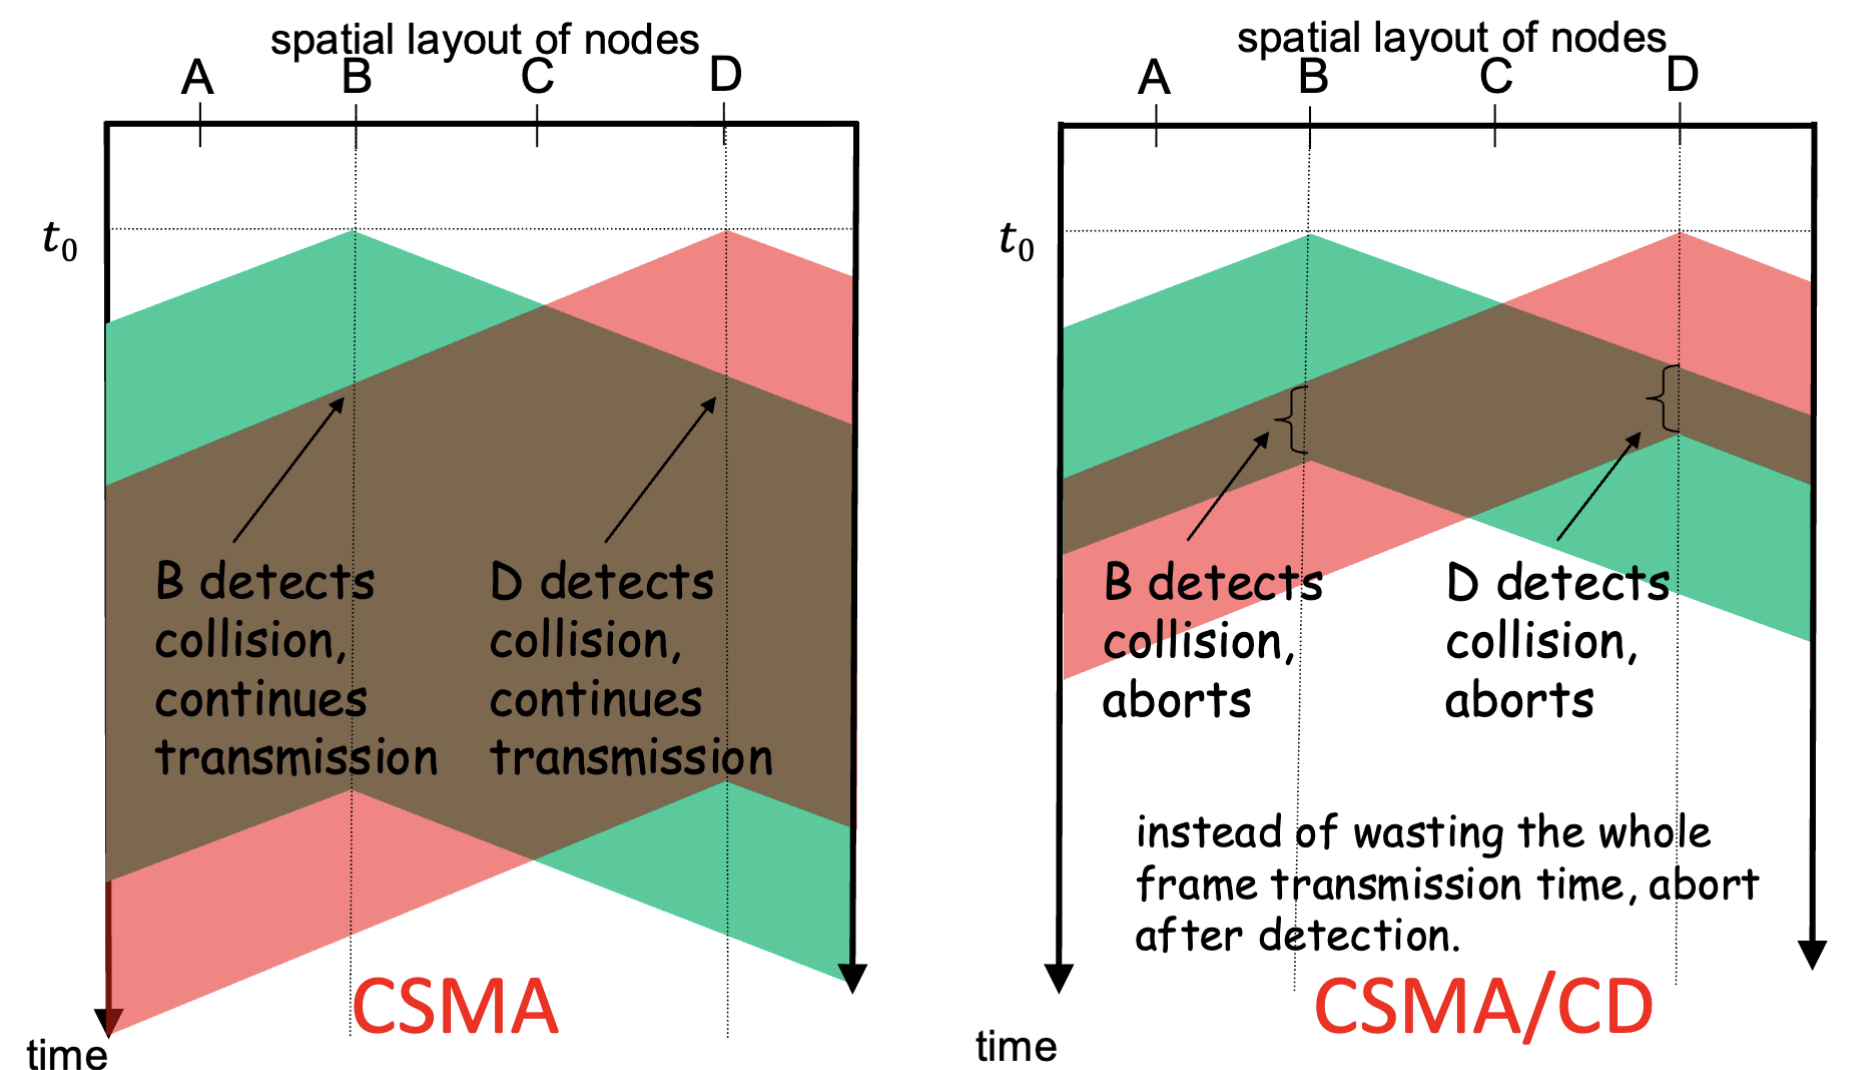 spatial layout of nodes
A B C D
t₀
B detects
collision,
continues
transmission
D detects
collision,
continues
transmission
CSMA
time
spatial layout of nodes
A B C D
t₀
B detects
collision,
aborts
D detects
collision,
aborts
instead of wasting the whole
frame transmission time, abort
after detection.
CSMA/CD
time